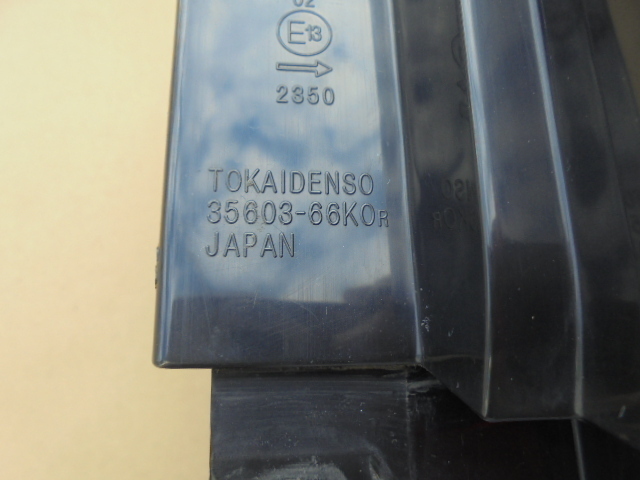 02
E13
2350
TOKAIDENSO
35603-66K0R
JAPAN